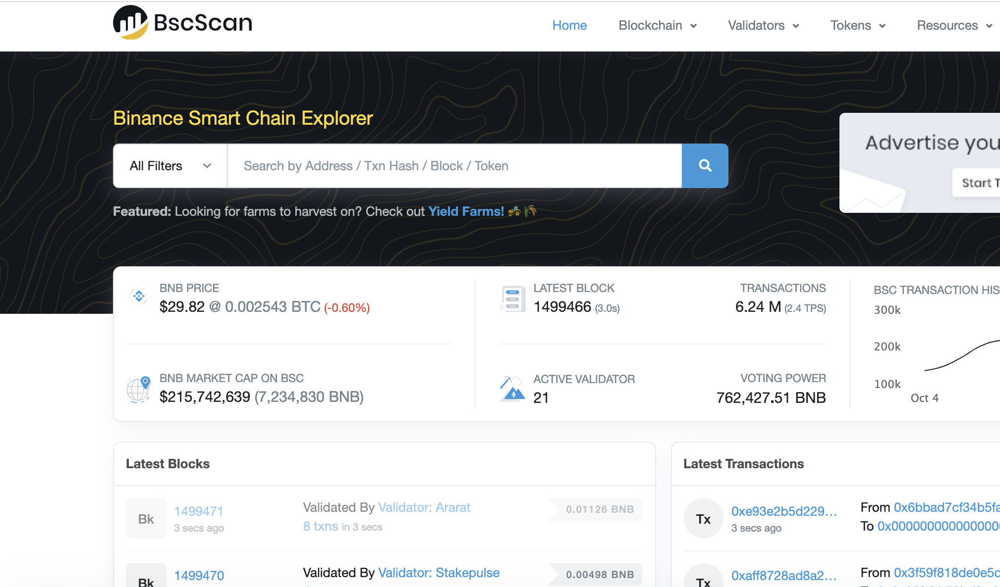 BscScan
Home Blockchain Validators Tokens Resources
Binance Smart Chain Explorer
All Filters Search by Address / Txn Hash / Block / Token
Featured: Looking for farms to harvest on? Check out Yield Farms!
Advertise you
Start T
BNB PRICE
$29.82 @ 0.002543 BTC (-0.60%)
BNB MARKET CAP ON BSC
$215,742,639 (7,234,830 BNB)
LATEST BLOCK
1499466 (3.0s)
TRANSACTIONS
6.24 M (2.4 TPS)
ACTIVE VALIDATOR
21
VOTING POWER
762,427.51 BNB
BSC TRANSACTION HIS
300k
200k
100k
Oct 4
Latest Blocks
Bk
1499471
3 secs ago
Validated By Validator: Ararat
8 txns in 3 secs
0.01126 BNB
Bk
1499470
Validated By Validator: Stakepulse
0.00498 BNB
Latest Transactions
Tx
0xe93e2b5d229...
3 secs ago
From 0x6bbad7cf34b5fa
To 0x0000000000000000
Tx
0xaff8728ad8a2...
From 0x3f59f818de0e5d